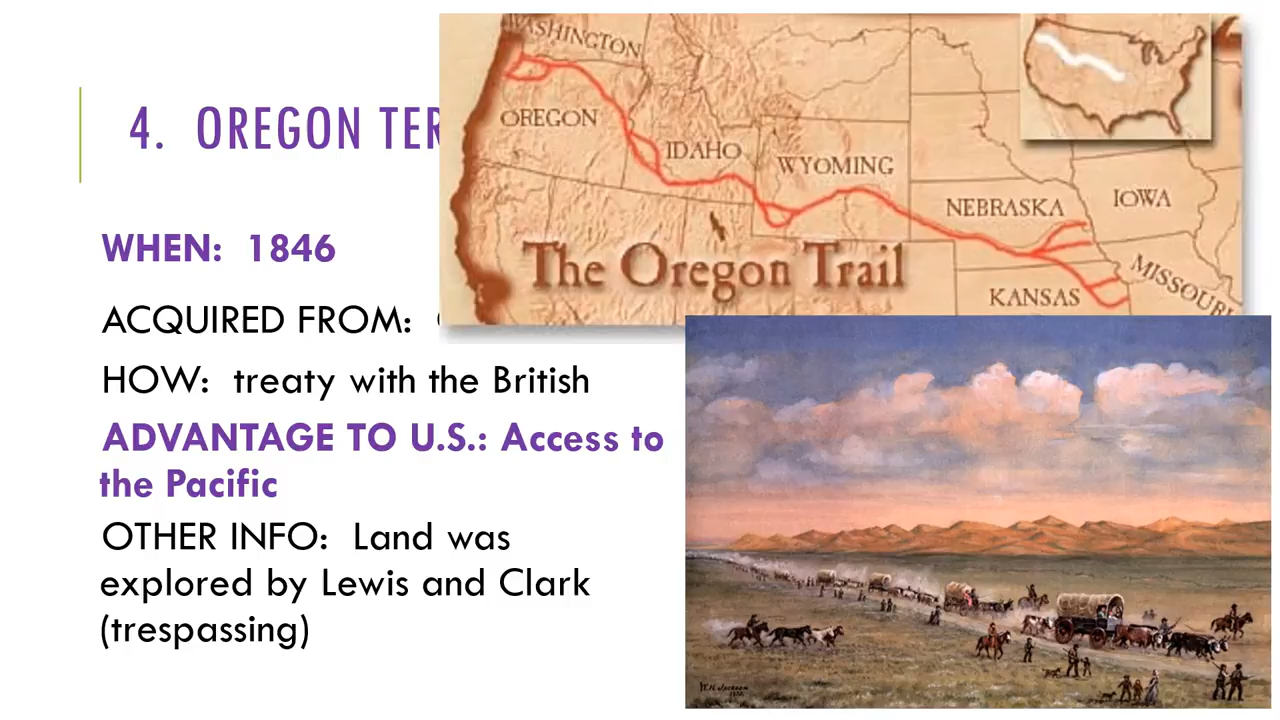 4. OREGON TER
WHEN: 1846
ACQUIRED FROM:
HOW: treaty with the British
ADVANTAGE TO U.S.: Access to
the Pacific
OTHER INFO: Land was
explored by Lewis and Clark
(trespassing)
ASHINGTON
OREGON
IDAHO
WYOMING
NEBRASKA
IOWA
The Oregon Trail
KANSAS
MISSOURI
W.H. Jackson